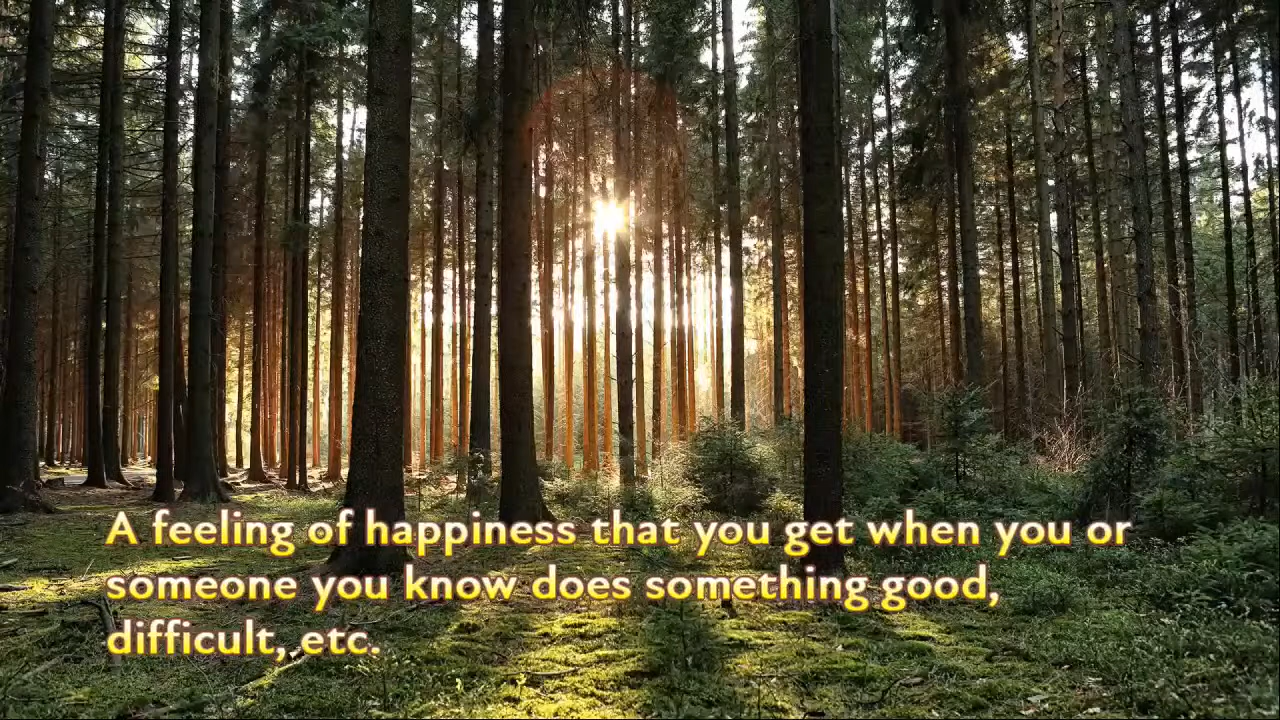 A feeling of happiness that you get when you or
someone you know does something good,
difficult, etc.